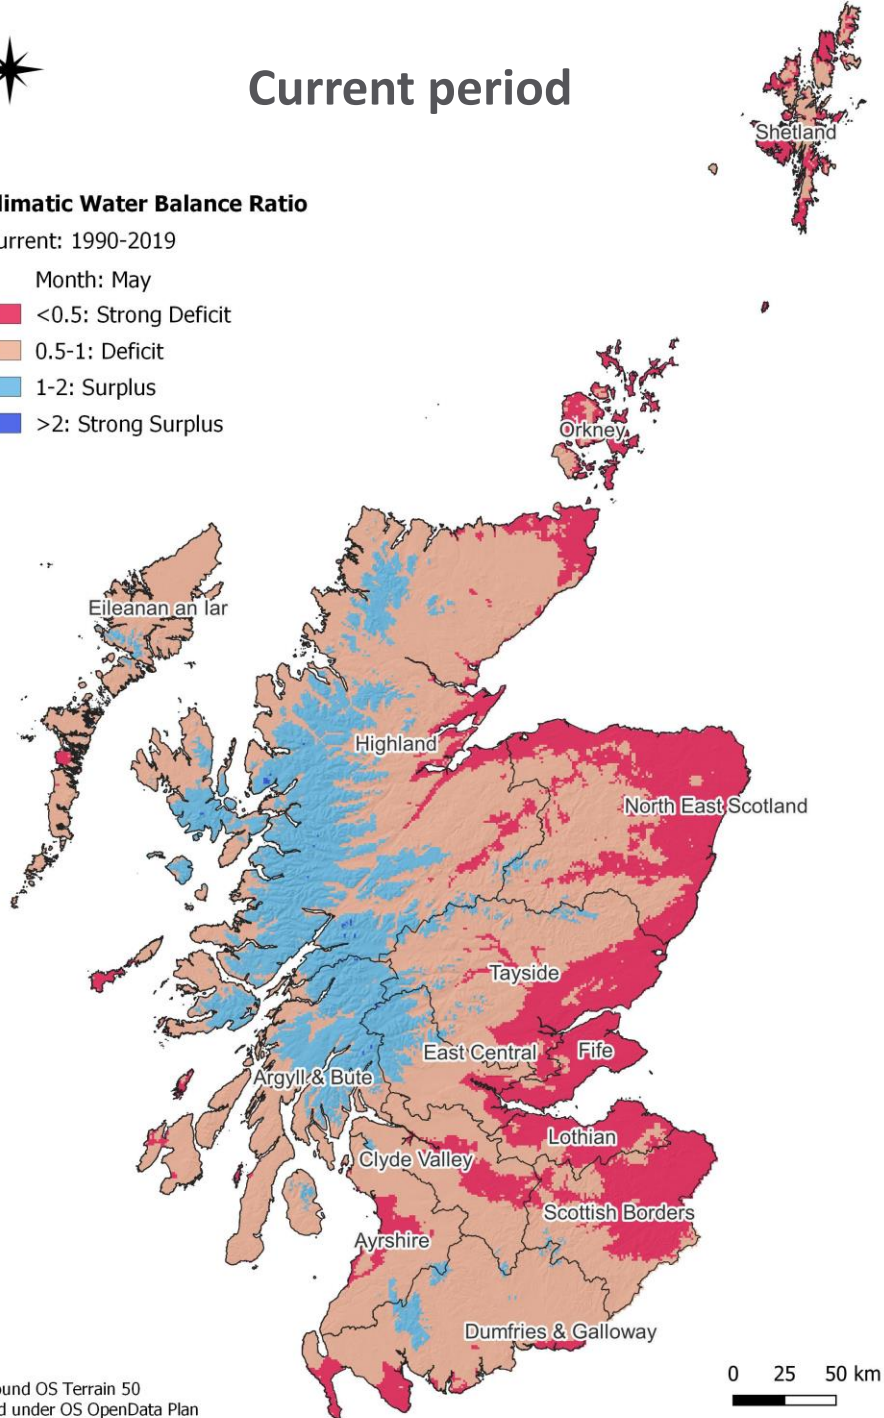 Current period
Shetland
limatic Water Balance Ratio
urrent: 1990-2019
Month: May
<0.5: Strong Deficit
0.5-1: Deficit
1-2: Surplus
>2: Strong Surplus
Orkney
Eileanan an Iar
Highland
North East Scotland
Tayside
East Central
Fife
Argyll & Bute
Lothian
Clyde Valley
Scottish Borders
Ayrshire
Dumfries & Galloway
0 25 50 km
ound OS Terrain 50
d under OS OpenData Plan